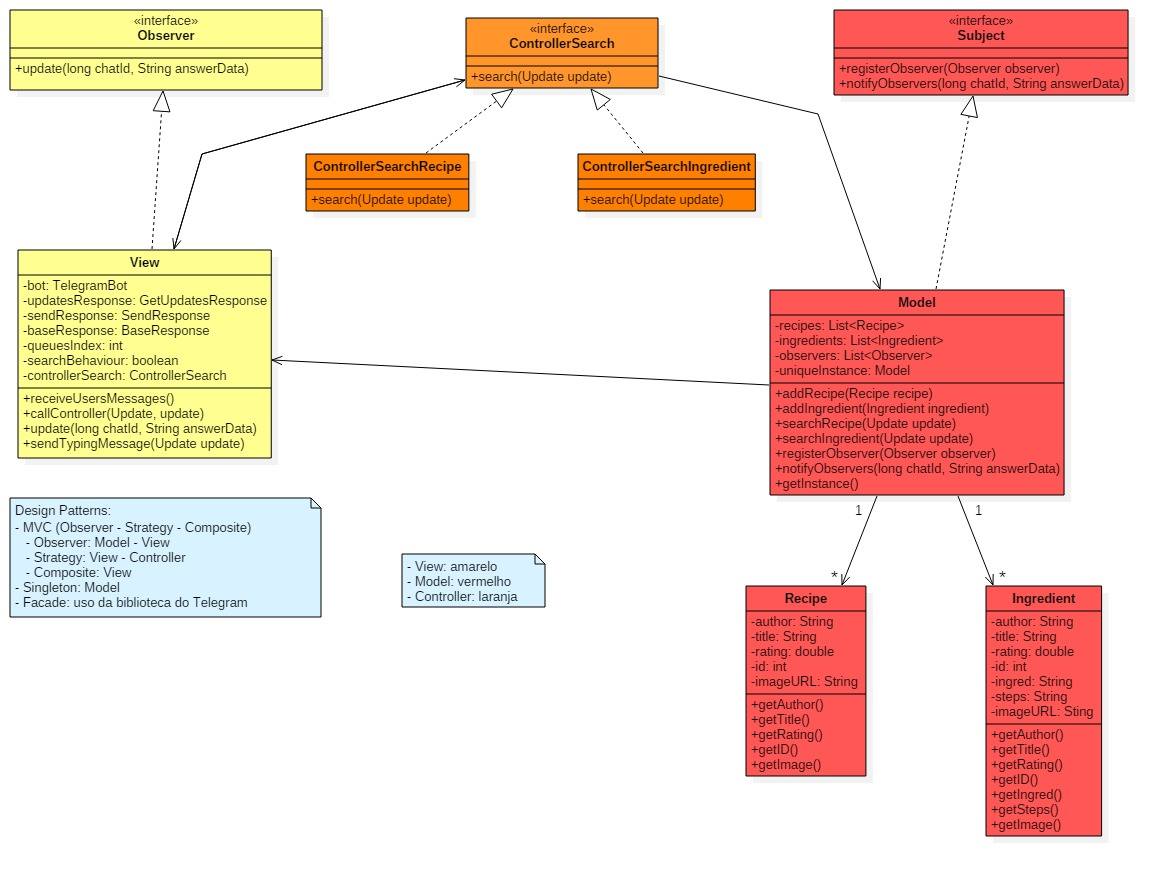 «interface»
Observer
+update(long chatId, String answerData)
«interface»
ControllerSearch
+search(Update update)
«interface»
Subject
+registerObserver(Observer observer)
+notifyObservers(long chatId, String answerData)
ControllerSearchRecipe
+search(Update update)
ControllerSearchIngredient
+search(Update update)
View
-bot: TelegramBot
-updatesResponse: GetUpdatesResponse
-sendResponse: SendResponse
-baseResponse: BaseResponse
-queuesIndex: int
-searchBehaviour: boolean
-controllerSearch: ControllerSearch
+receiveUsersMessages()
+callController(Update, update)
+update(long chatId, String answerData)
+sendTypingMessage(Update update)
Model
-recipes: List<Recipe>
-ingredients: List<Ingredient>
-observers: List<Observer>
-uniqueInstance: Model
+addRecipe(Recipe recipe)
+addIngredient(Ingredient ingredient)
+searchRecipe(Update update)
+searchIngredient(Update update)
+registerObserver(Observer observer)
+notifyObservers(long chatId, String answerData)
+getInstance()
1
1
*
*
Design Patterns:
- MVC (Observer - Strategy - Composite)
- Observer: Model - View
- Strategy: View - Controller
- Composite: View
- Singleton: Model
- Facade: uso da biblioteca do Telegram
- View: amarelo
- Model: vermelho
- Controller: laranja
Recipe
-author: String
-title: String
-rating: double
-id: int
-imageURL: String
+getAuthor()
+getTitle()
+getRating()
+getID()
+getImage()
Ingredient
-author: String
-title: String
-rating: double
-id: int
-ingred: String
-steps: String
-imageURL: Sting
+getAuthor()
+getTitle()
+getRating()
+getID()
+getIngred()
+getSteps()
+getImage()